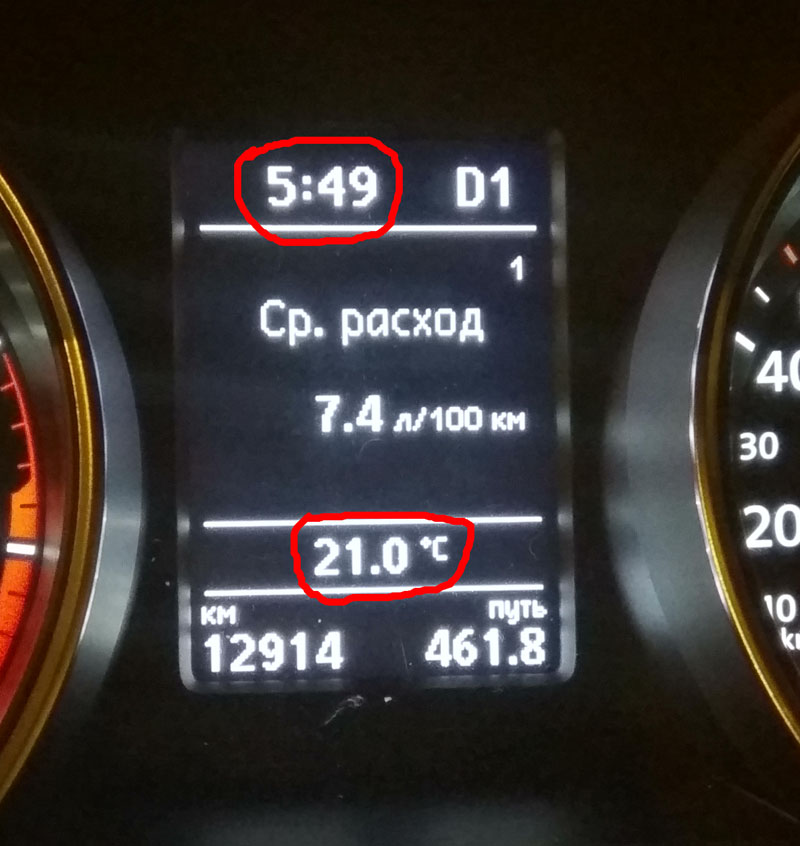 5:49 D1
1
Ср. расход
7.4 л/100 км
21.0 °C
км путь
12914 461.8
40
30
20
10